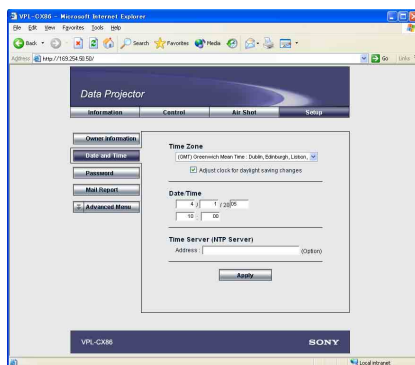 VPL-CX86 - Microsoft Internet Explorer
File Edit View Favorites Tools Help
Back Search Favorites Media
Address http://169.254.50.50/ Go Links
Data Projector
Information Control Air Shot Setup
Owner Information
Date and Time
Password
Mail Report
Advanced Menu
Time Zone
(GMT) Greenwich Mean Time : Dublin, Edinburgh, Lisbon,
Adjust clock for daylight saving changes
Date/Time
4 / 1 / 2005
10 : 00
Time Server (NTP Server)
Address : (Option)
Apply
VPL-CX86 SONY
Local intranet